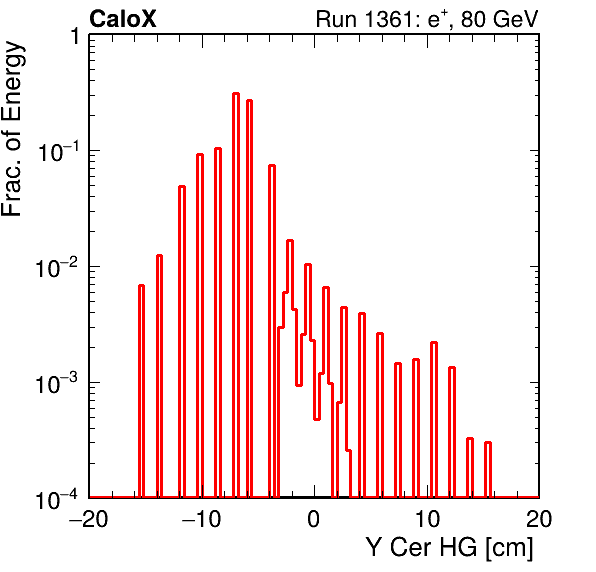 CaloX Run 1361: e⁺, 80 GeV
Frac. of Energy
1
10⁻¹
10⁻²
10⁻³
10⁻⁴
−20 −10 0 10 20
Y Cer HG [cm]